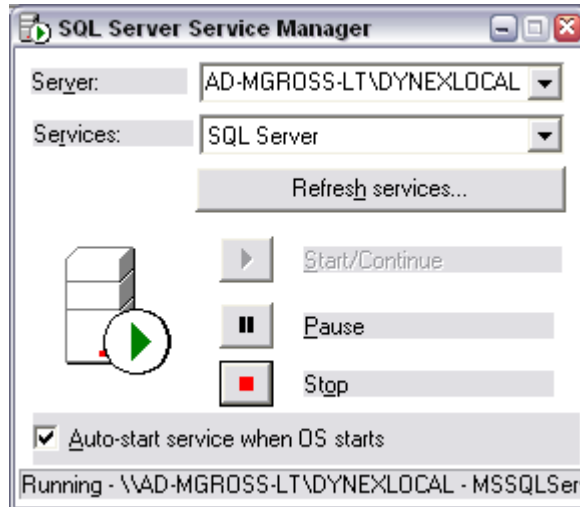 SQL Server Service Manager
Server: AD-MGROSS-LT\DYNEXLOCAL
Services: SQL Server
Refresh services...
Start/Continue
Pause
Stop
Auto-start service when OS starts
Running - \\AD-MGROSS-LT\DYNEXLOCAL - MSSQLSer